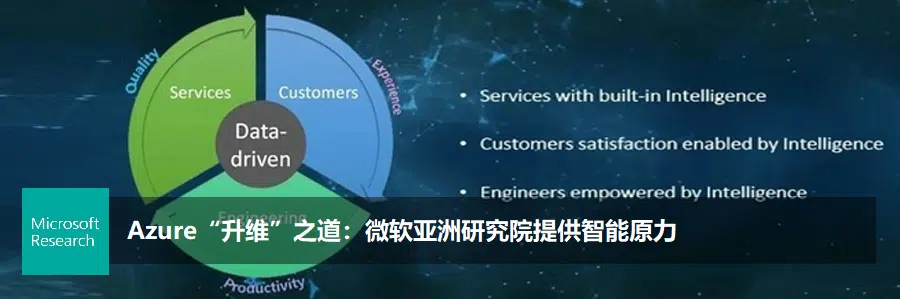 Quality
Services
Customers
Experience
Data-
driven
Engineering
Productivity
• Services with built-in Intelligence
• Customers satisfaction enabled by Intelligence
• Engineers empowered by Intelligence
Microsoft
Research
Azure“升维”之道：微软亚洲研究院提供智能原力